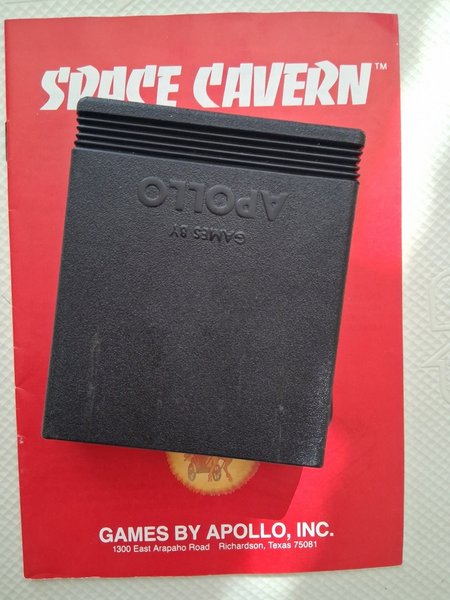 SPACE CAVERN™
GAMES BY
APOLLO
GAMES BY APOLLO, INC.
1300 East Arapaho Road Richardson, Texas 75081